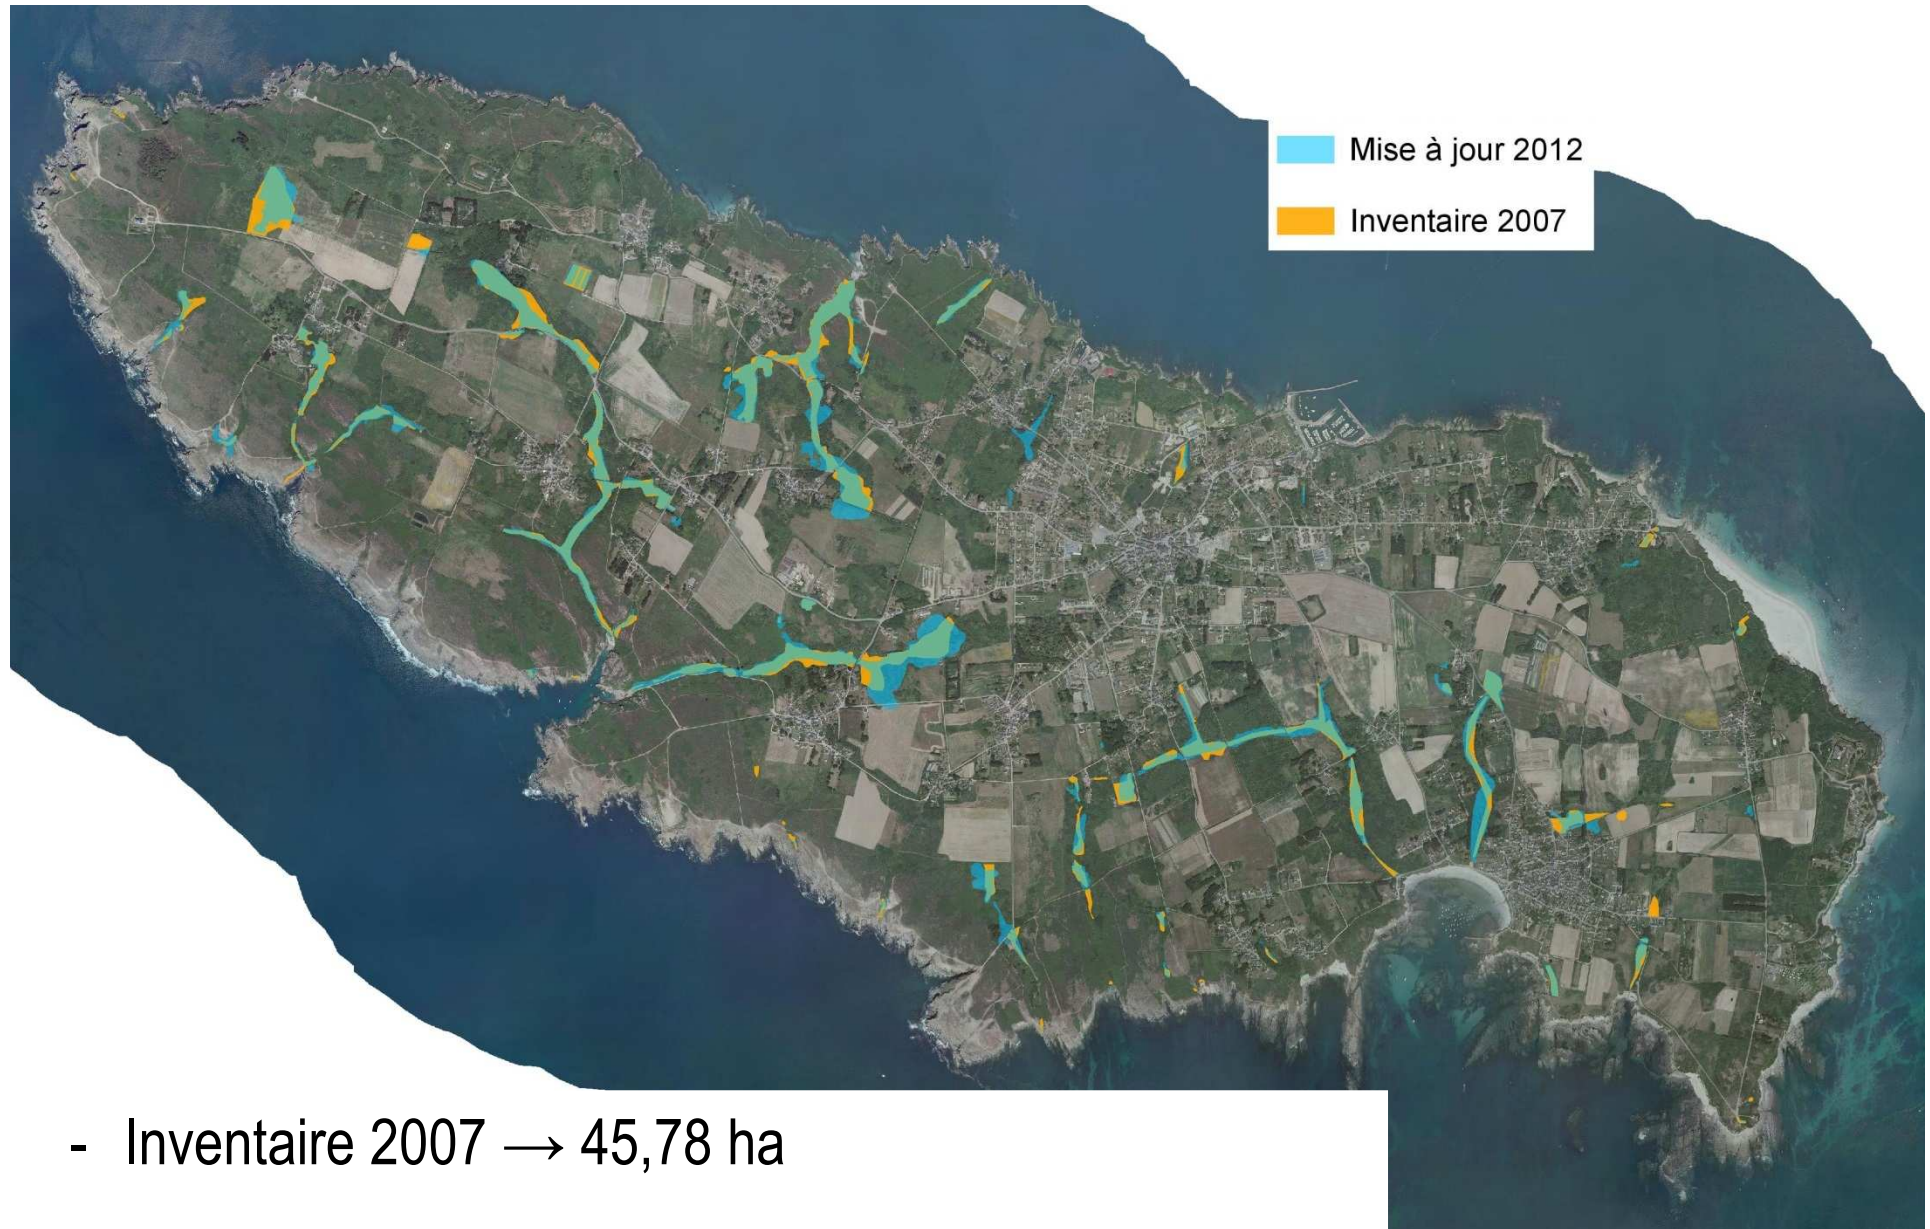 Mise à jour 2012
Inventaire 2007
- Inventaire 2007 → 45,78 ha